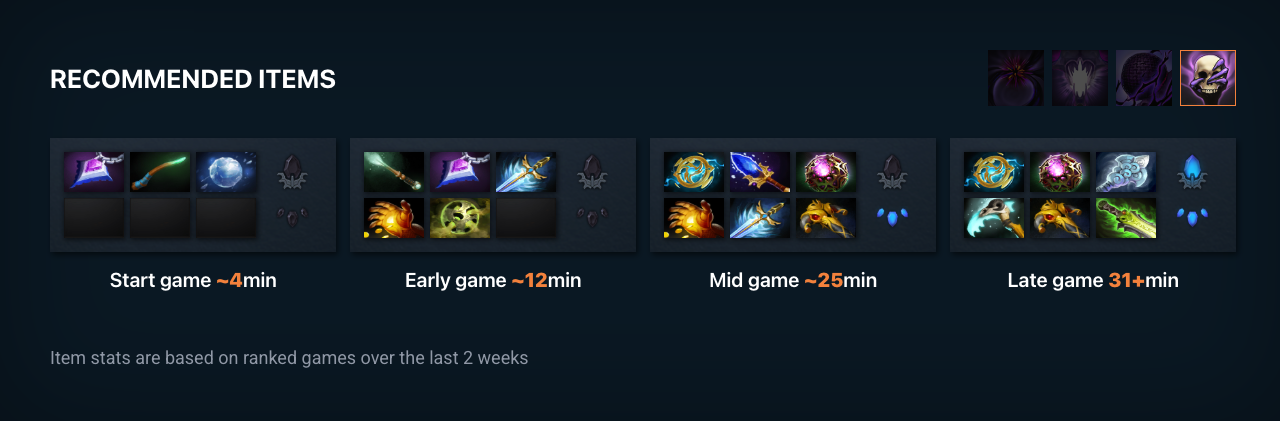 RECOMMENDED ITEMS
Start game ~4min
Early game ~12min
Mid game ~25min
Late game 31+min
Item stats are based on ranked games over the last 2 weeks